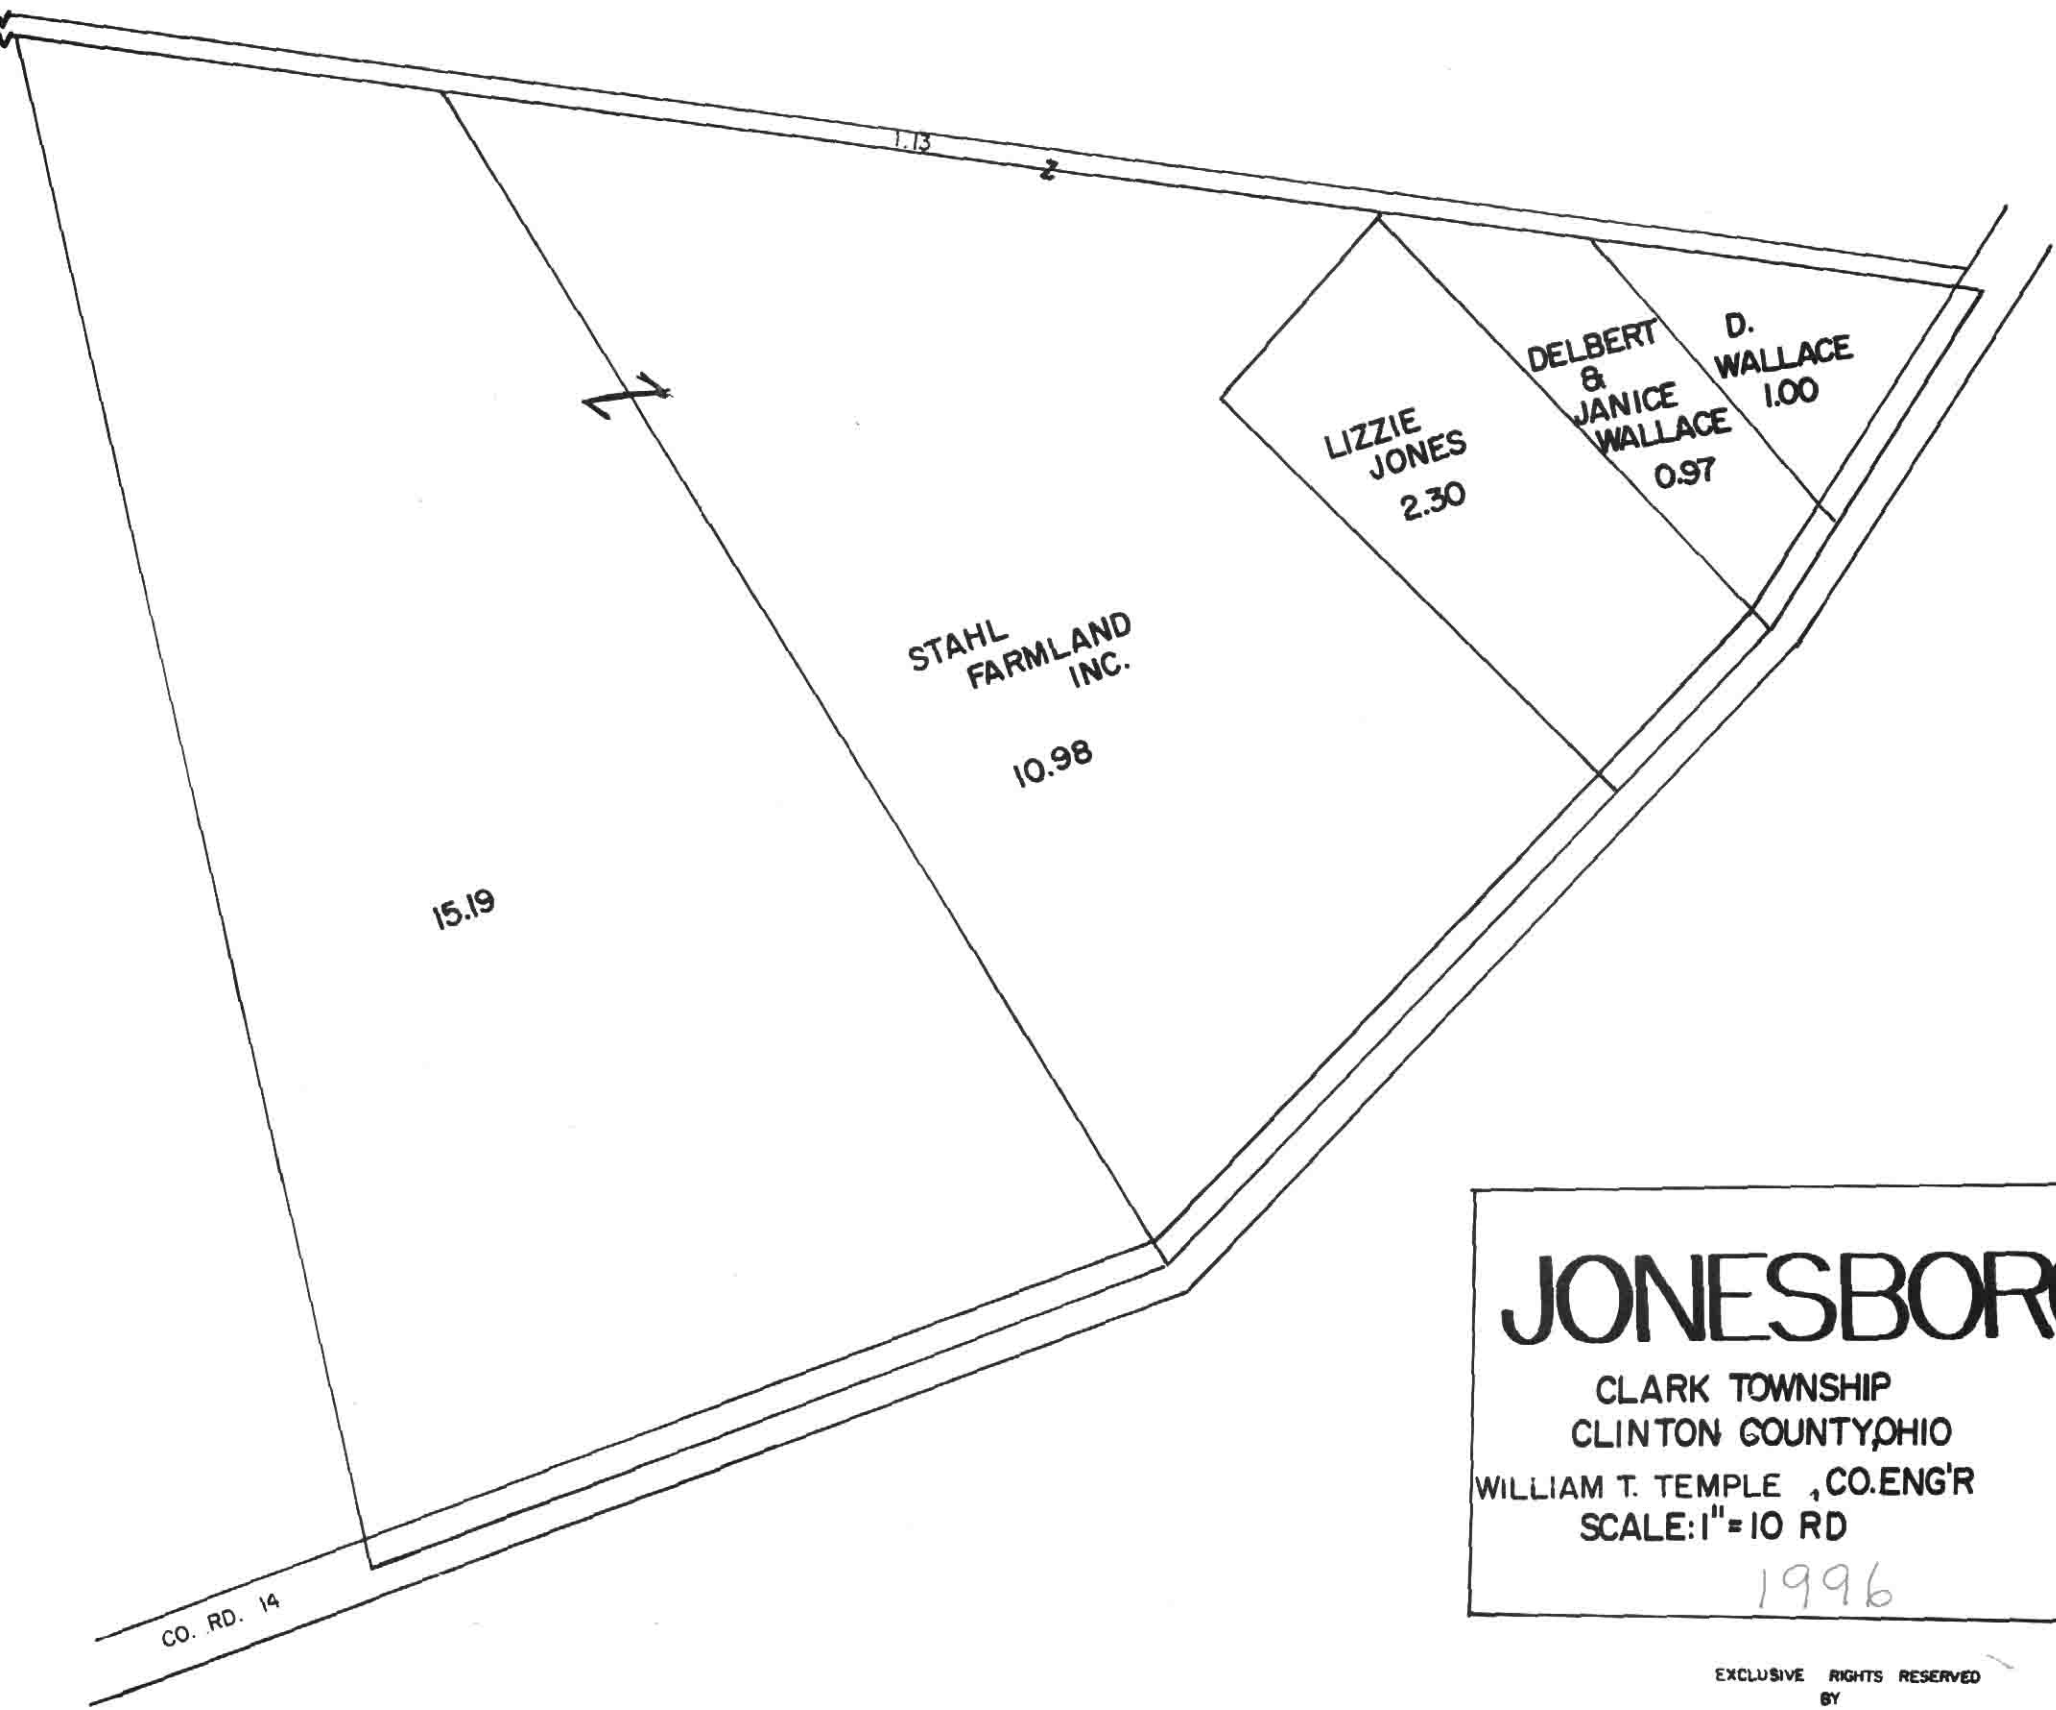 1.13
D.
WALLACE
1.00
DELBERT
&
JANICE
WALLACE
0.97
LIZZIE
JONES
2.30
STAHL
FARMLAND
INC.
10.98
15.19
CO. RD. 14
JONESBOR
CLARK TOWNSHIP
CLINTON COUNTY,OHIO
WILLIAM T. TEMPLE , CO.ENG'R
SCALE: 1"=10 RD
1996
EXCLUSIVE RIGHTS RESERVED
BY